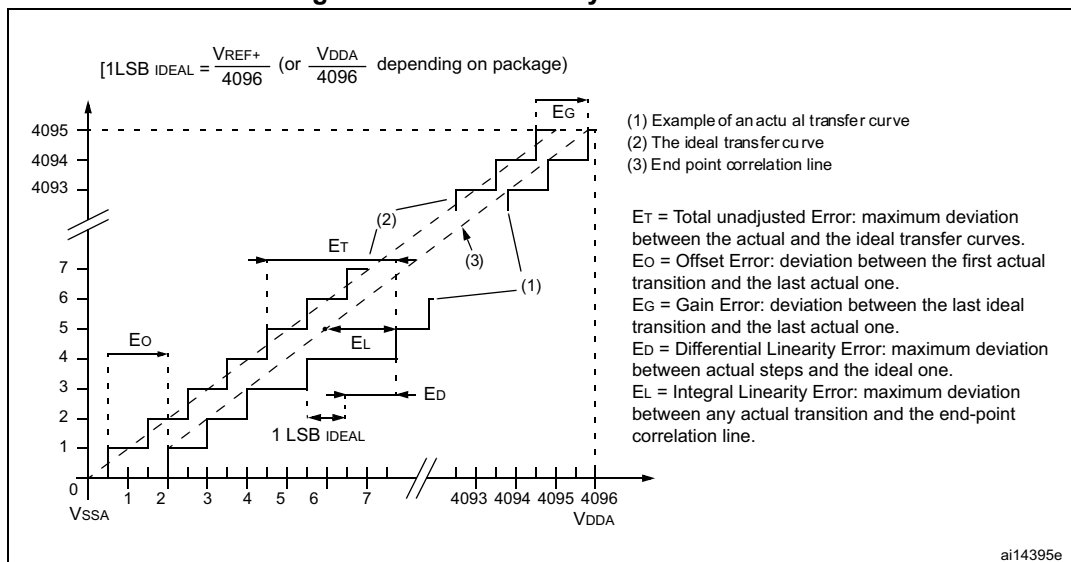 [1LSB IDEAL = VREF+ / 4096 (or VDDA / 4096 depending on package)
EG
4095
4094
4093
(1) Example of an actu al transfer curve
(2) The ideal transfer curve
(3) End point correlation line
(2)
ET
(3)
(1)
7
6
5
4
3
2
1
0
EO
EL
ED
1 LSB IDEAL
ET = Total unadjusted Error: maximum deviation
between the actual and the ideal transfer curves.
EO = Offset Error: deviation between the first actual
transition and the last actual one.
EG = Gain Error: deviation between the last ideal
transition and the last actual one.
ED = Differential Linearity Error: maximum deviation
between actual steps and the ideal one.
EL = Integral Linearity Error: maximum deviation
between any actual transition and the end-point
correlation line.
1 2 3 4 5 6 7 4093 4094 4095 4096
VSSA VDDA
ai14395e